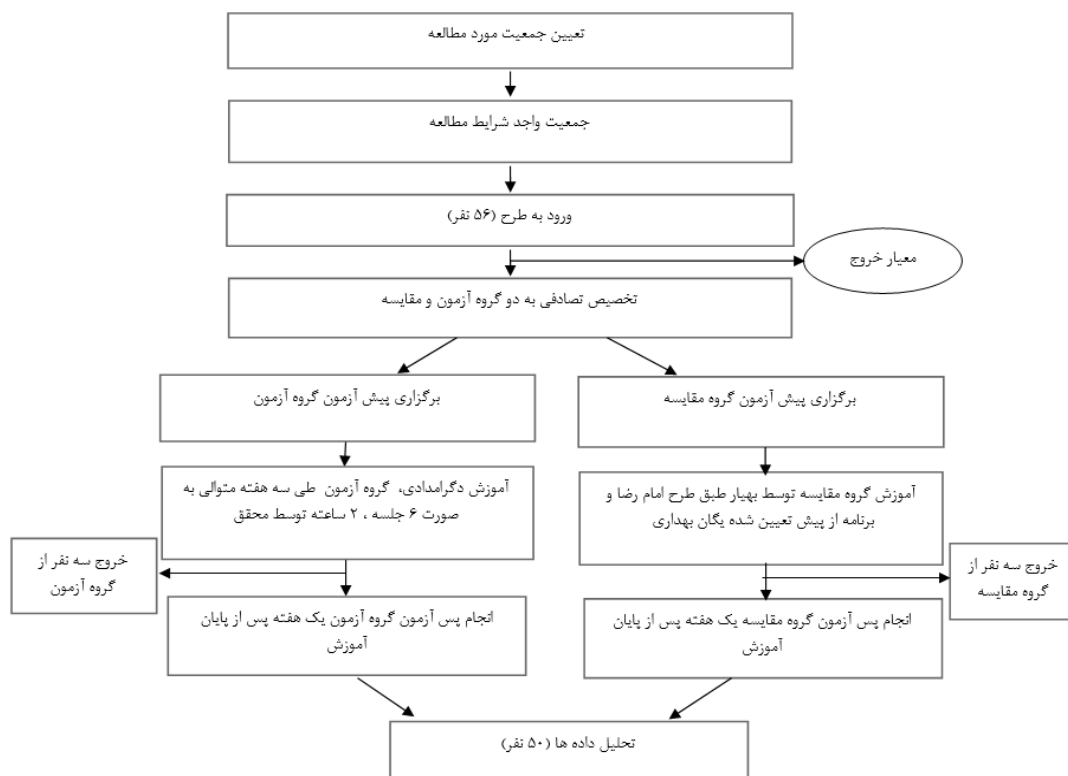 تعیین جمعیت مورد مطالعه
جمعیت واجد شرایط مطالعه
ورود به طرح (۵۶ نفر)
معیار خروج
تخصیص تصادفی به دو گروه آزمون و مقایسه
برگزاری پیش آزمون گروه مقایسه
برگزاری پیش آزمون گروه آزمون
آموزش گروه مقایسه توسط بهیار طبق طرح امام رضا و
برنامه از پیش تعیین شده یگان بهداری
آموزش دگرامدادی، گروه آزمون طی سه هفته متوالی به
صورت ۶ جلسه ، ۲ ساعته توسط محقق
خروج سه نفر از
گروه مقایسه
خروج سه نفر از
گروه آزمون
انجام پس آزمون گروه مقایسه یک هفته پس از پایان
آموزش
انجام پس آزمون گروه آزمون یک هفته پس از پایان
آموزش
تحلیل داده ها (۵۰ نفر)